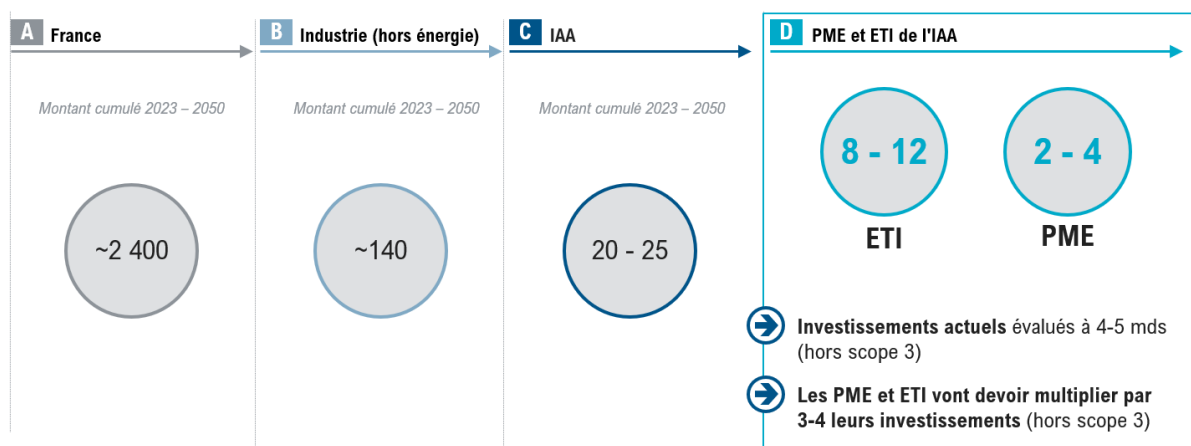 A France
Montant cumulé 2023 – 2050
~2 400
B Industrie (hors énergie)
Montant cumulé 2023 – 2050
~140
C IAA
Montant cumulé 2023 – 2050
20 - 25
D PME et ETI de l'IAA
8 - 12
ETI
2 - 4
PME
Investissements actuels évalués à 4-5 mds
(hors scope 3)
Les PME et ETI vont devoir multiplier par
3-4 leurs investissements (hors scope 3)